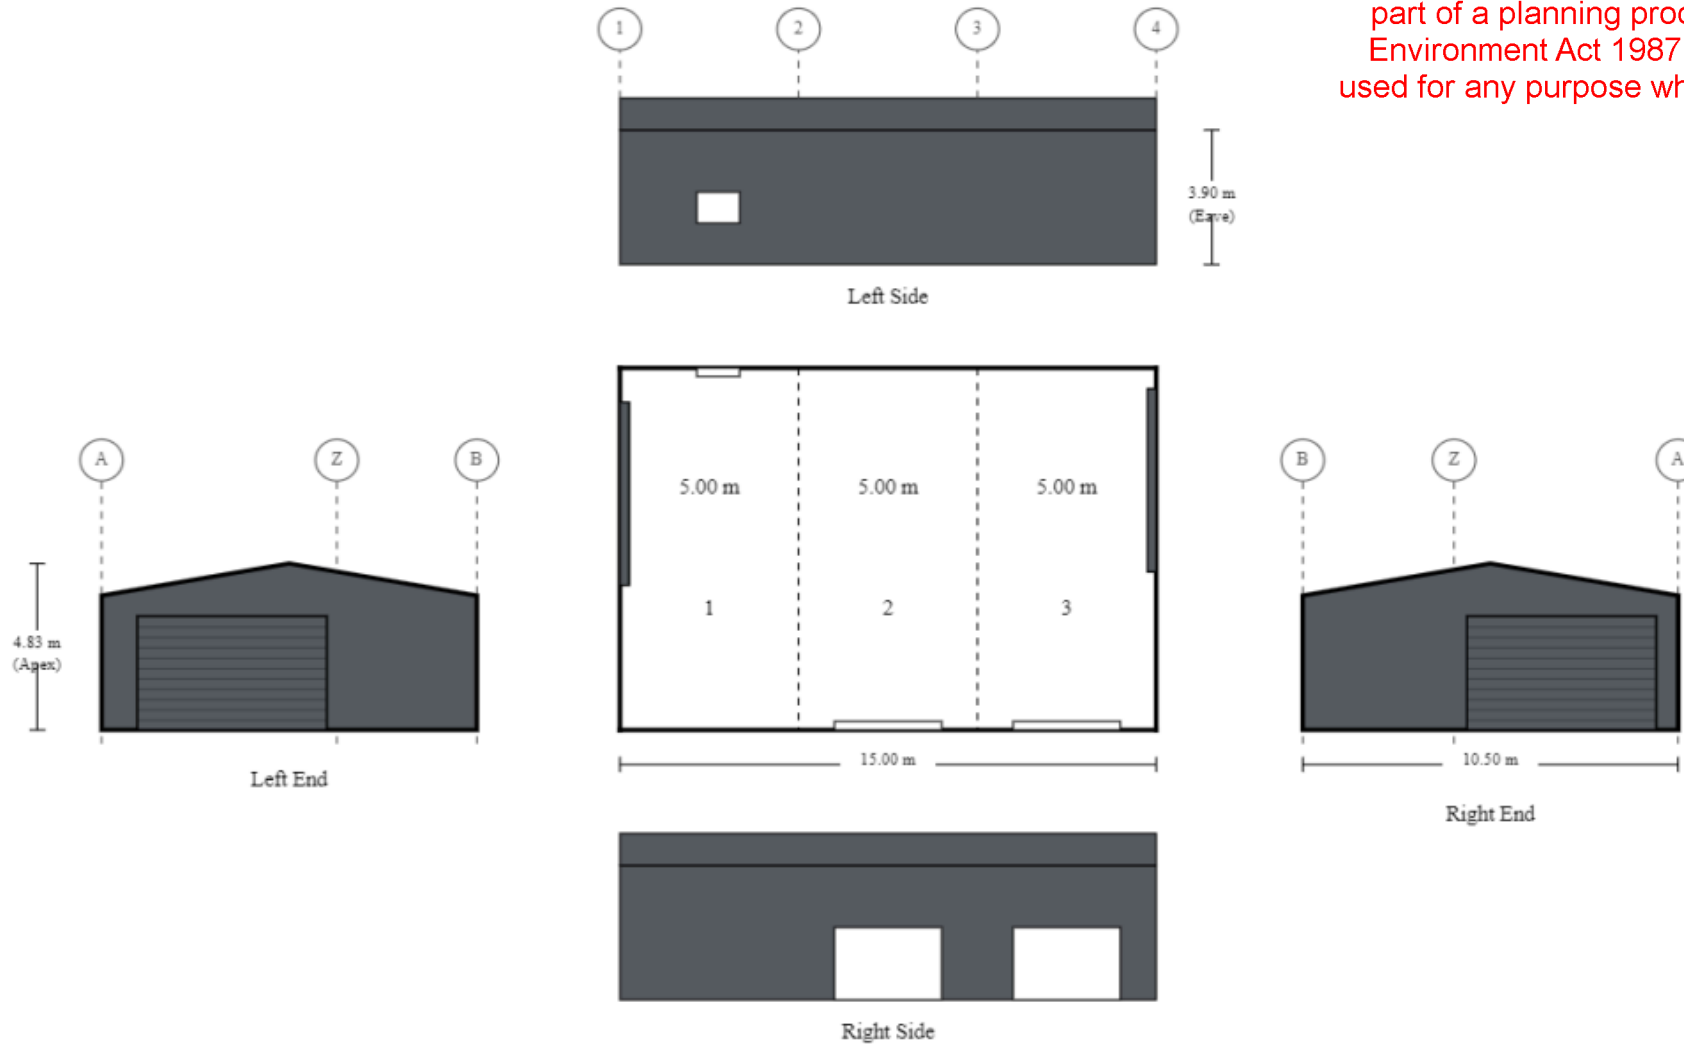 1
2
3
4
part of a planning proc
Environment Act 1987
used for any purpose wh
3.90 m
(Eave)
Left Side
A
Z
B
B
Z
A
5.00 m
5.00 m
5.00 m
1
2
3
4.83 m
(Apex)
15.00 m
10.50 m
Left End
Right End
Right Side